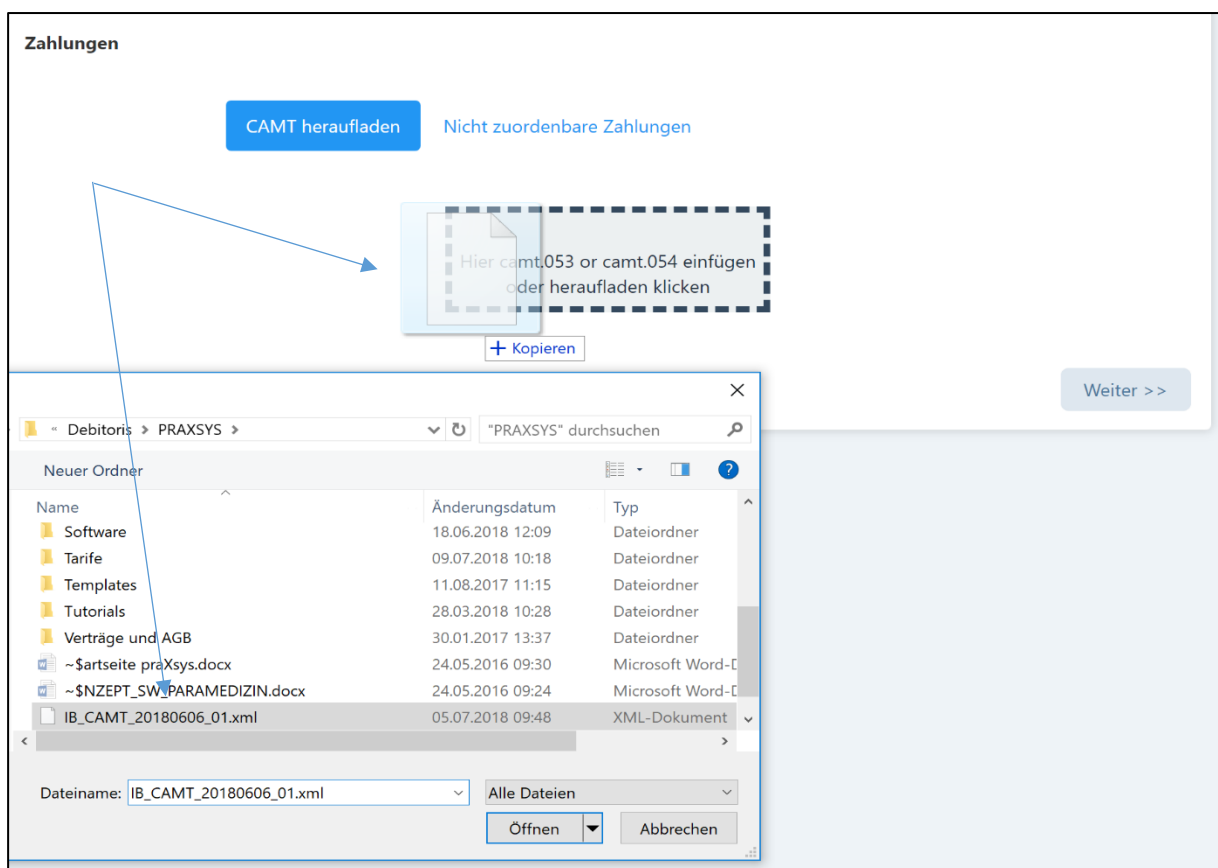 Zahlungen
CAMT heraufladen
Nicht zuordenbare Zahlungen
Hier camt.053 or camt.054 einfügen
oder heraufladen klicken
+ Kopieren
Weiter >>
« Debitoris > PRAXSYS >
"PRAXSYS" durchsuchen
Neuer Ordner
Name Änderungsdatum Typ
Software 18.06.2018 12:09 Dateiordner
Tarife 09.07.2018 10:18 Dateiordner
Templates 11.08.2017 11:15 Dateiordner
Tutorials 28.03.2018 10:28 Dateiordner
Verträge und AGB 30.01.2017 13:37 Dateiordner
~$artseite praXsys.docx 24.05.2016 09:30 Microsoft Word-D
~$NZEPT_SW_PARAMEDIZIN.docx 24.05.2016 09:24 Microsoft Word-D
IB_CAMT_20180606_01.xml 05.07.2018 09:48 XML-Dokument
Dateiname: IB_CAMT_20180606_01.xml
Alle Dateien
Öffnen
Abbrechen